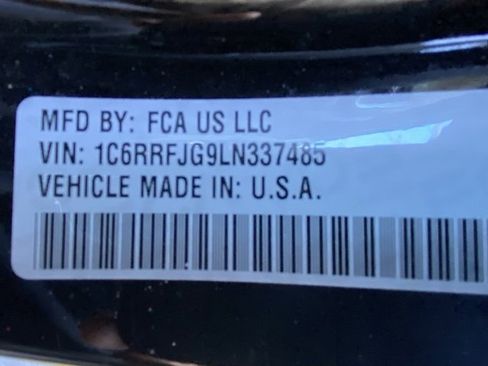 MFD BY: FCA US LLC
VIN: 1C6RRFJG9LN337485
VEHICLE MADE IN: U.S.A.